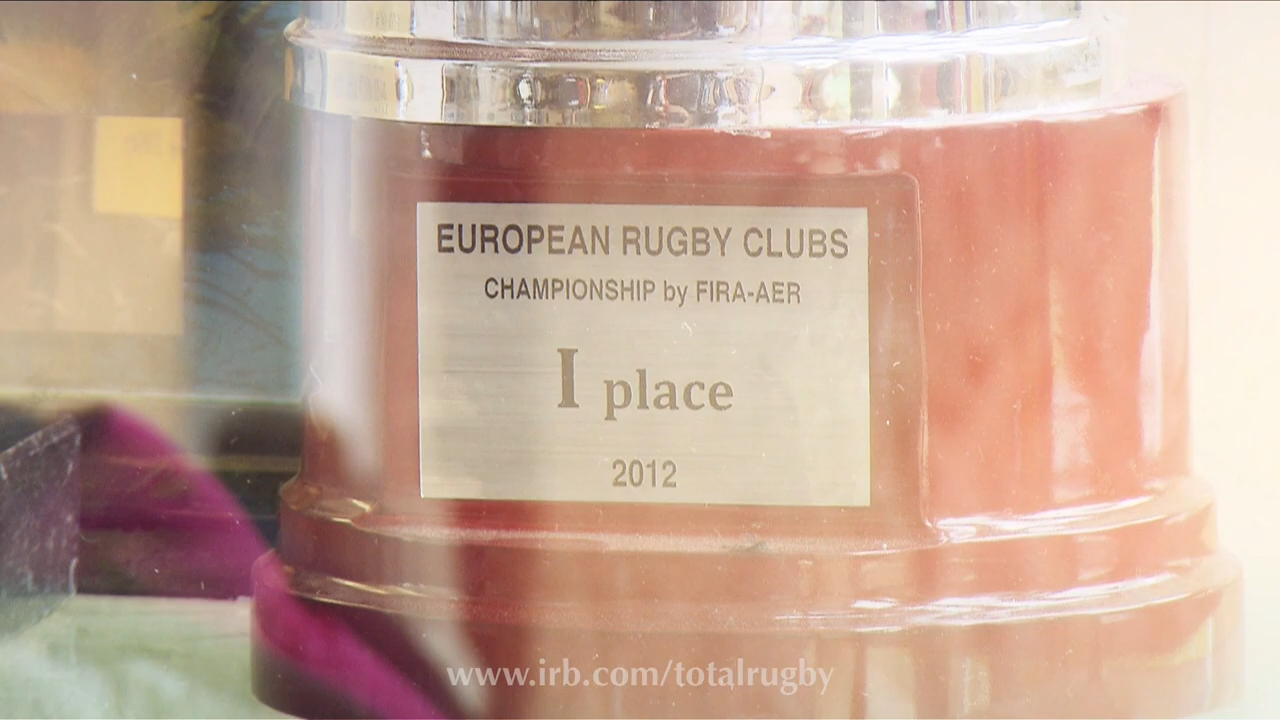 EUROPEAN RUGBY CLUBS
CHAMPIONSHIP by FIRA-AER
I place
2012
www.irb.com/totalrugby